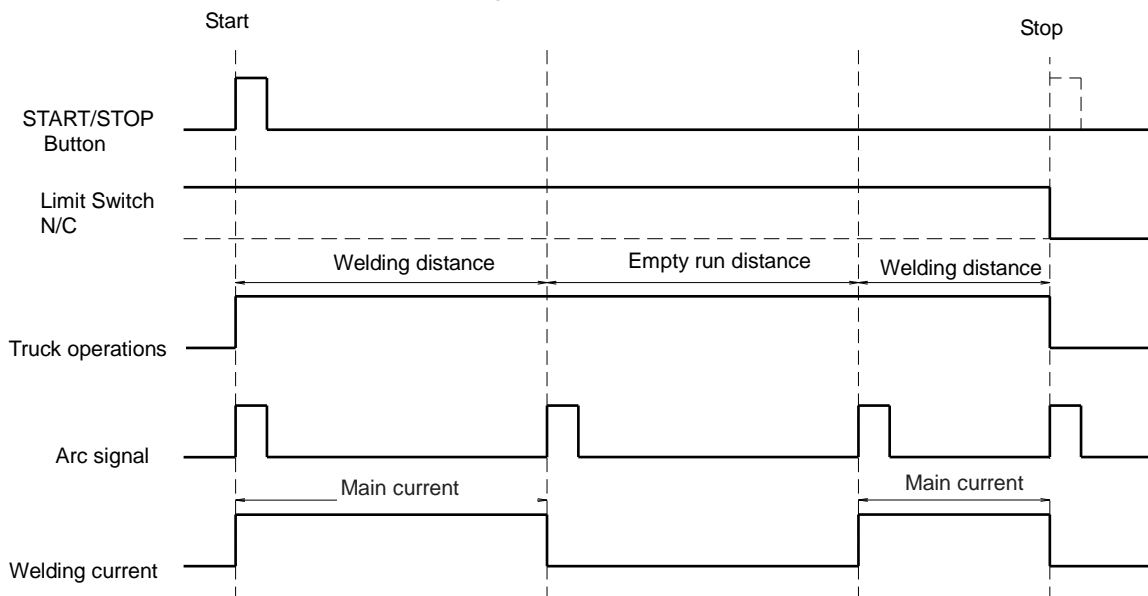 Start
Stop
START/STOP
Button
Limit Switch
N/C
Welding distance
Empty run distance
Welding distance
Truck operations
Arc signal
Main current
Main current
Welding current